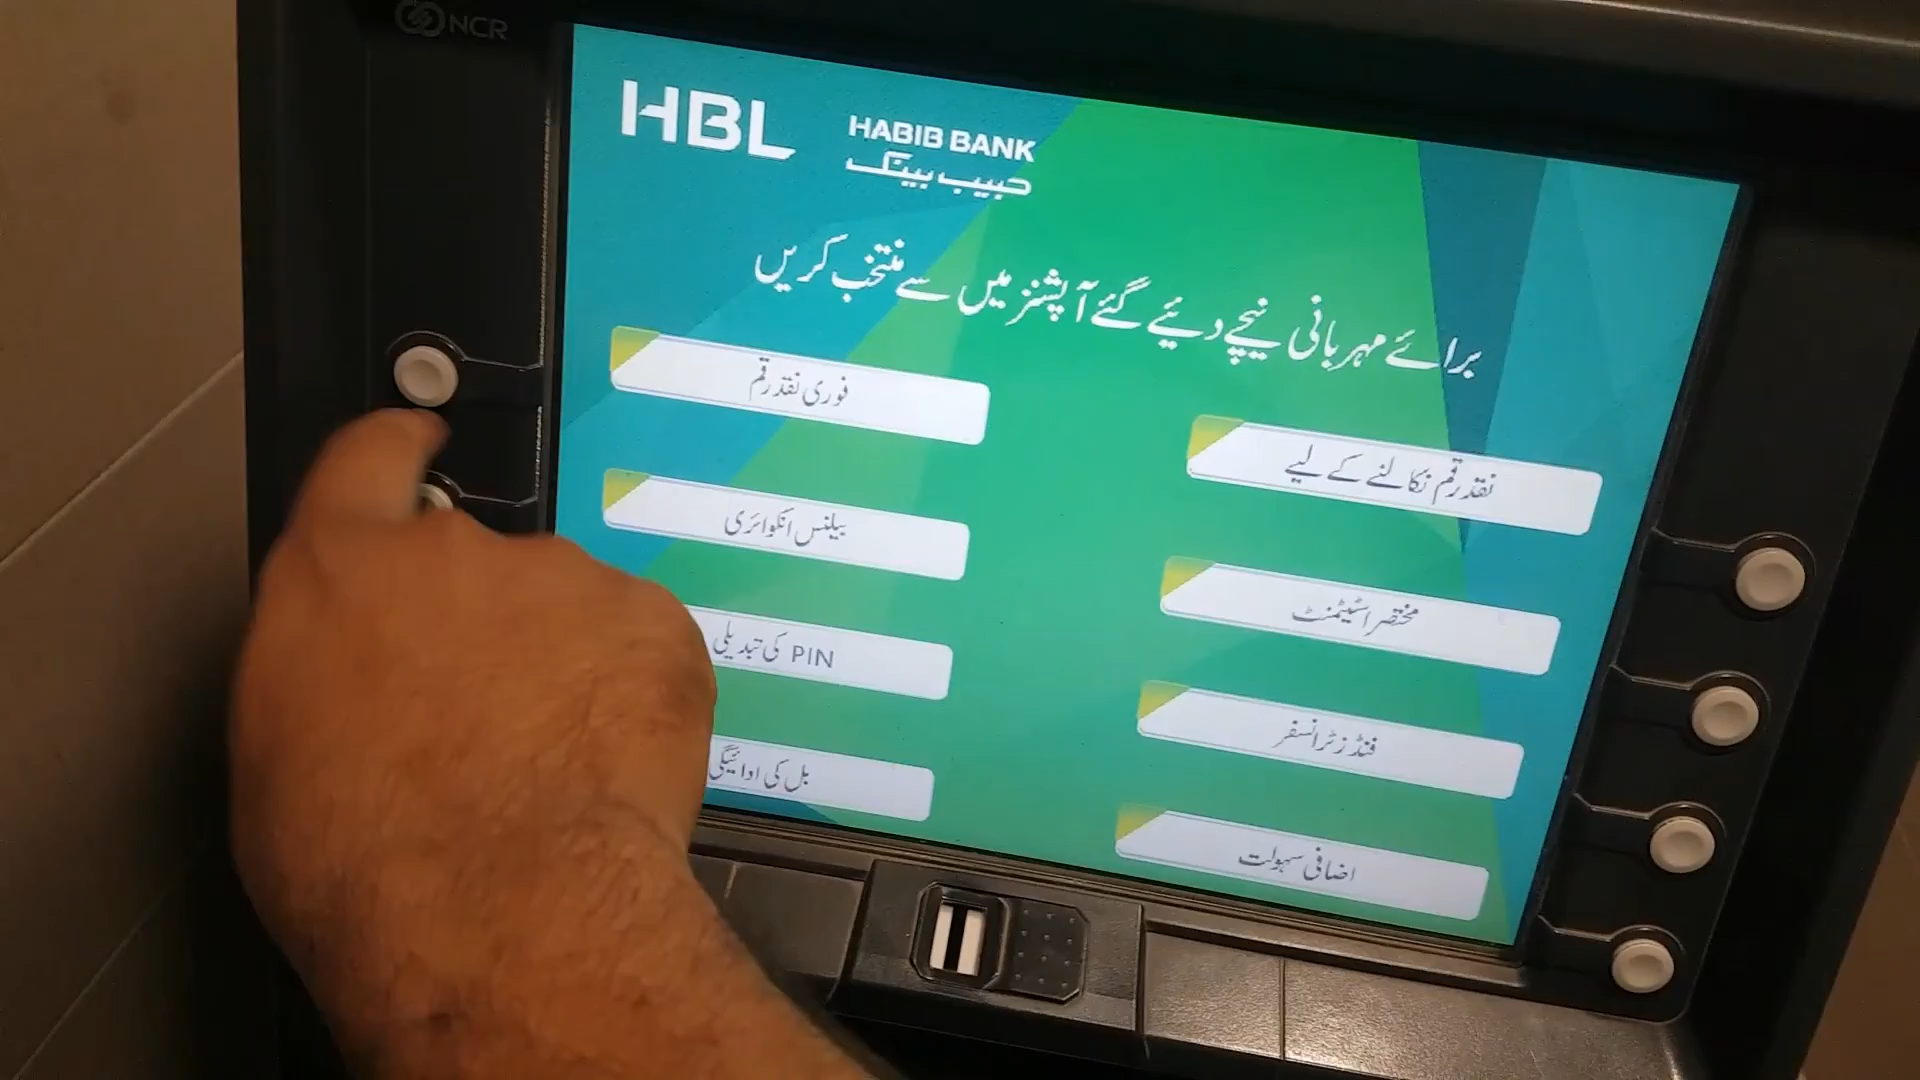 NCR
HBL
HABIB BANK
حبیب بینک
برائے مہربانی نیچے دیئے گئے آپشنز میں سے منتخب کریں
فوری نقد رقم
نقد رقم نکالنے کے لیے
بیلنس انکوائری
مختصر اسٹیٹمنٹ
PIN کی تبدیلی
فنڈز ٹرانسفر
بل کی ادائیگی
اضافی سہولت